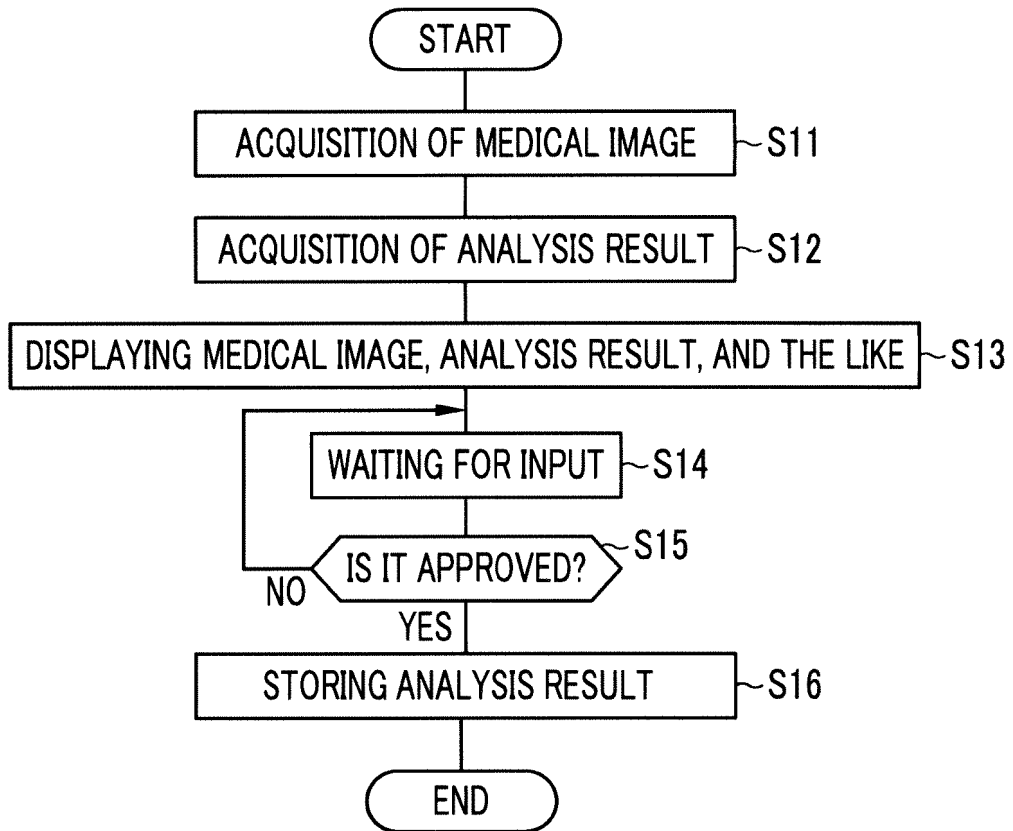 START
ACQUISITION OF MEDICAL IMAGE S11
ACQUISITION OF ANALYSIS RESULT S12
DISPLAYING MEDICAL IMAGE, ANALYSIS RESULT, AND THE LIKE S13
WAITING FOR INPUT S14
IS IT APPROVED? S15
NO
YES
STORING ANALYSIS RESULT S16
END